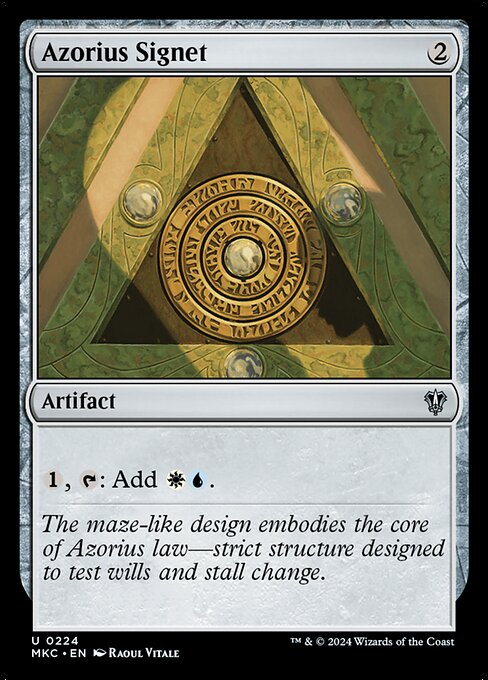 Azorius Signet 2
Artifact
1, T: Add WU.
The maze-like design embodies the core
of Azorius law—strict structure designed
to test wills and stall change.
U 0224
MKC • EN Raoul Vitale
™ & © 2024 Wizards of the Coast